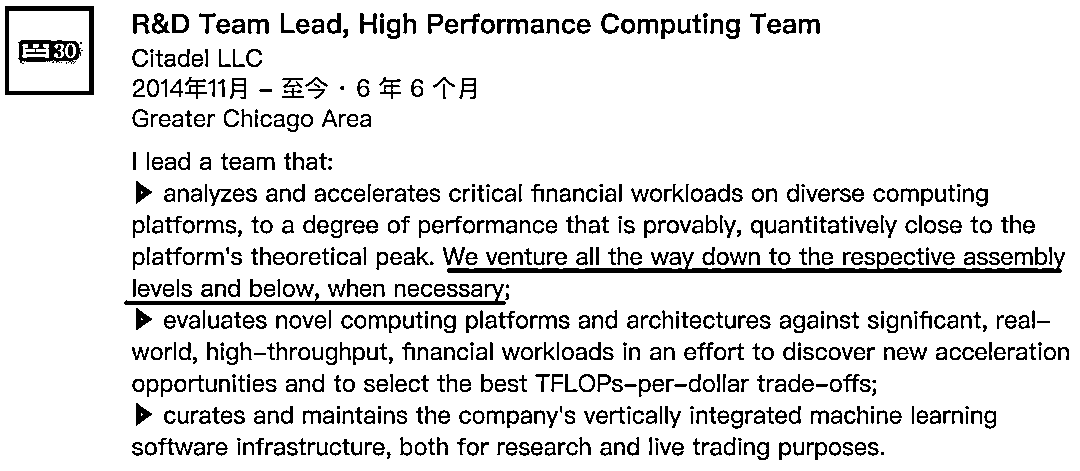 30
R&D Team Lead, High Performance Computing Team
Citadel LLC
2014年11月 – 至今 · 6 年 6 个月
Greater Chicago Area
I lead a team that:
▶ analyzes and accelerates critical financial workloads on diverse computing
platforms, to a degree of performance that is provably, quantitatively close to the
platform's theoretical peak. We venture all the way down to the respective assembly
levels and below, when necessary;
▶ evaluates novel computing platforms and architectures against significant, real–
world, high–throughput, financial workloads in an effort to discover new acceleration
opportunities and to select the best TFLOPs–per–dollar trade–offs;
▶ curates and maintains the company's vertically integrated machine learning
software infrastructure, both for research and live trading purposes.